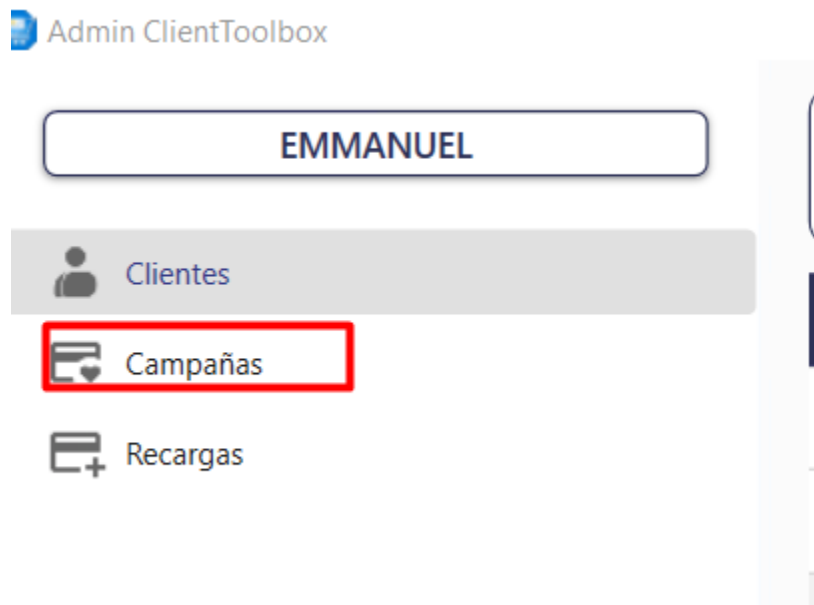 Admin ClientToolbox
EMMANUEL
Clientes
Campañas
Recargas